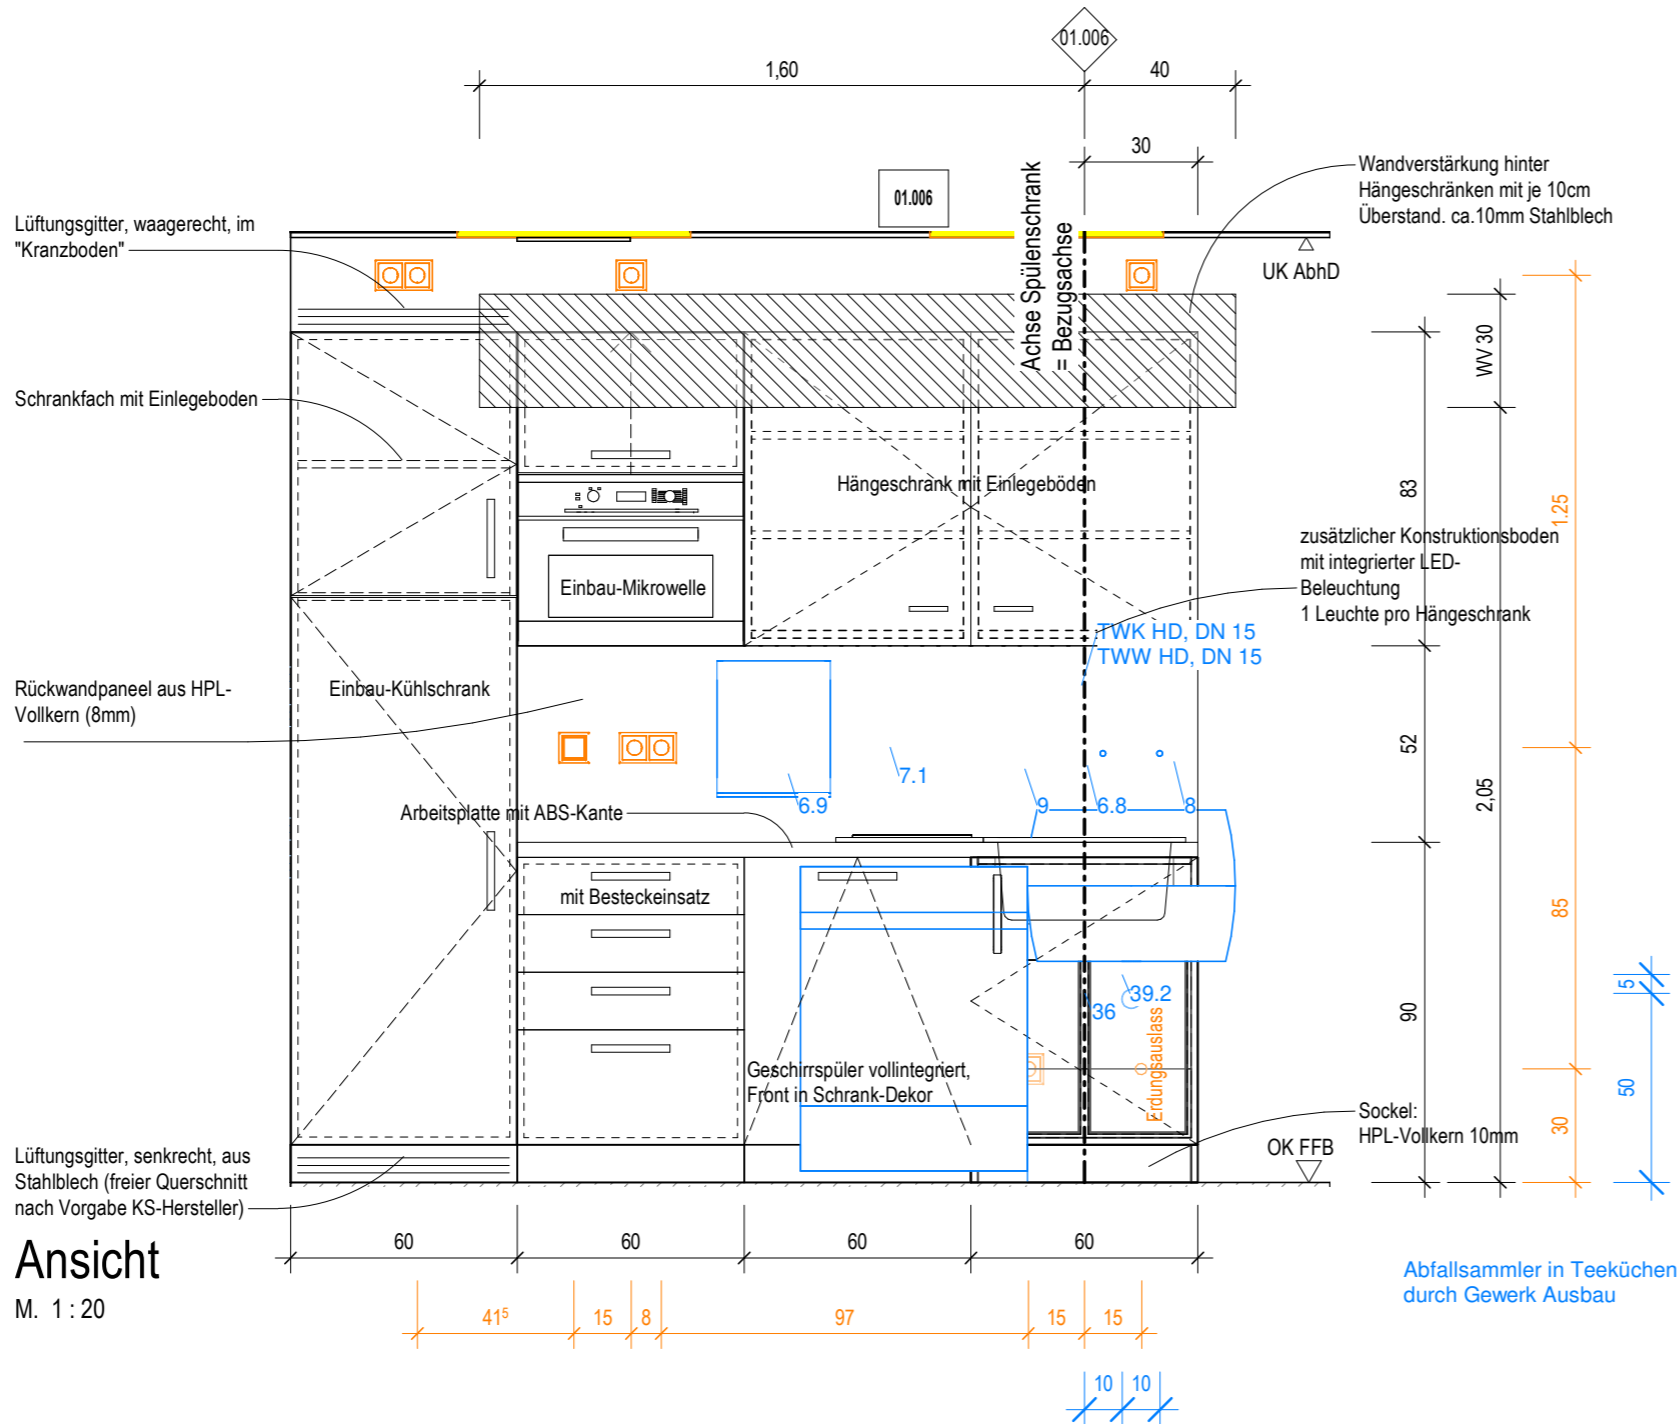 01.006
1,60
40
30
Wandverstärkung hinter
Hängeschränken mit je 10cm
Überstand. ca.10mm Stahlblech
01.006
Achse Spülenschrank
= Bezugsachse
Lüftungsgitter, waagerecht, im
"Kranzboden"
UK AbhD
WV 30
Schrankfach mit Einlegeboden
Hängeschrank mit Einlegeböden
83
1.25
zusätzlicher Konstruktionsboden
mit integrierter LED-
Beleuchtung
1 Leuchte pro Hängeschrank
Einbau-Mikrowelle
TWK HD, DN 15
TWW HD, DN 15
Rückwandpaneel aus HPL-
Vollkern (8mm)
Einbau-Kühlschrank
52
2,05
7.1
6.9
9
6.8
8
Arbeitsplatte mit ABS-Kante
mit Besteckeinsatz
85
5
90
39.2
36
Erdungsauslass
Geschirrspüler vollintegriert,
Front in Schrank-Dekor
50
30
Sockel:
HPL-Vollkern 10mm
OK FFB
Lüftungsgitter, senkrecht, aus
Stahlblech (freier Querschnitt
nach Vorgabe KS-Hersteller)
60
60
60
60
Ansicht
M. 1 : 20
Abfallsammler in Teeküchen
durch Gewerk Ausbau
41⁵
15
8
97
15
15
10
10